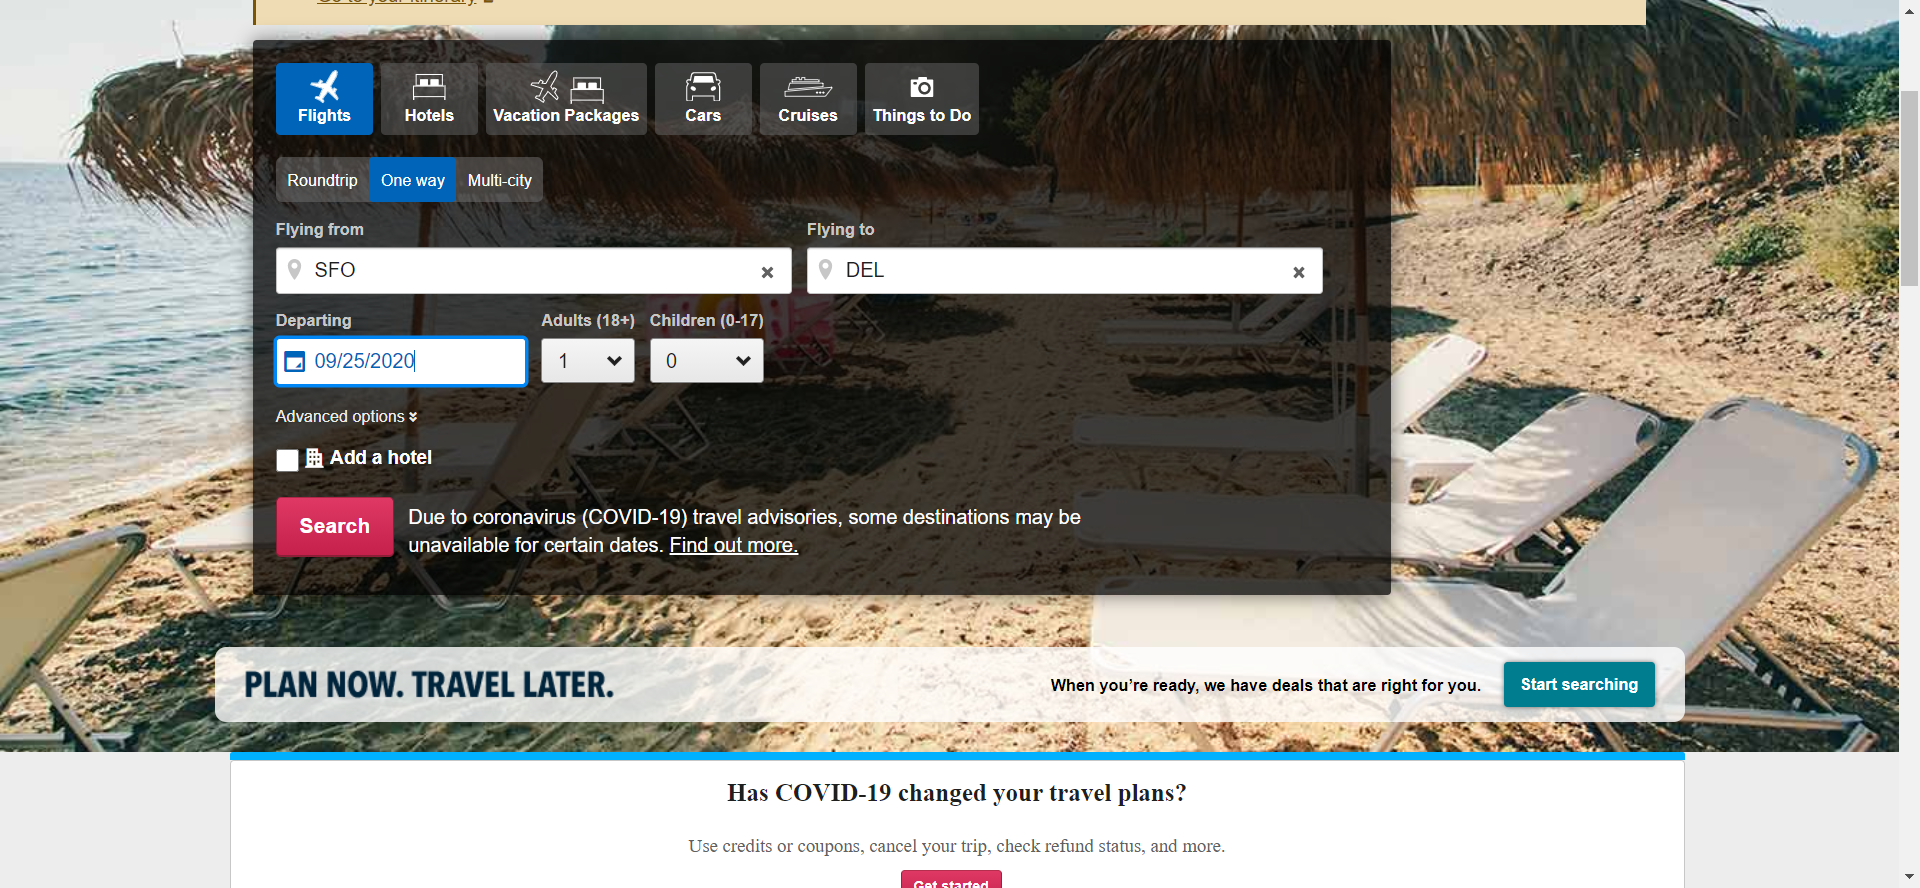 Go to your itinerary
Flights
Hotels
Vacation Packages
Cars
Cruises
Things to Do
Roundtrip
One way
Multi-city
Flying from
Flying to
SFO
DEL
Departing
Adults (18+)
Children (0-17)
09/25/2020
1
0
Advanced options
Add a hotel
Search
Due to coronavirus (COVID-19) travel advisories, some destinations may be
unavailable for certain dates. Find out more.
PLAN NOW. TRAVEL LATER.
When you’re ready, we have deals that are right for you.
Start searching
Has COVID-19 changed your travel plans?
Use credits or coupons, cancel your trip, check refund status, and more.
Get started